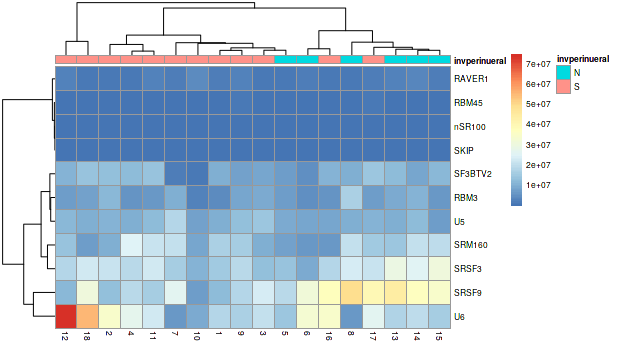 invperinueral
invperinueral
RAVER1
RBM45
nSR100
SKIP
SF3BTV2
RBM3
U5
SRM160
SRSF3
SRSF9
U6
12 18 2 4 11 7 10 1 9 3 5 6 16 8 17 13 14 15
7e+07
6e+07
5e+07
4e+07
3e+07
2e+07
1e+07
N
S